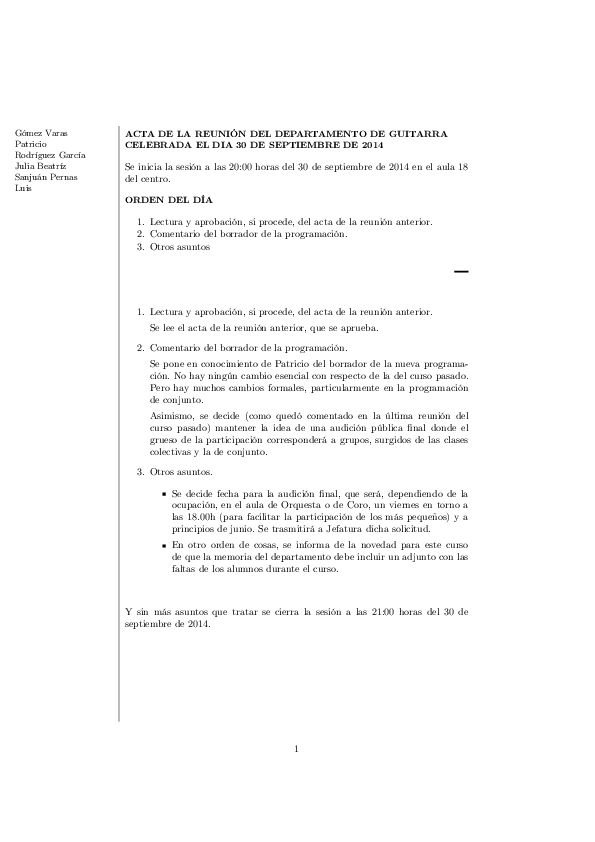 Gómez Varas
Patricio
Rodríguez García
Julia Beatríz
Sanjuán Pernas
Luis
ACTA DE LA REUNIÓN DEL DEPARTAMENTO DE GUITARRA
CELEBRADA EL DIA 30 DE SEPTIEMBRE DE 2014
Se inicia la sesión a las 20:00 horas del 30 de septiembre de 2014 en el aula 18
del centro.
ORDEN DEL DÍA
1. Lectura y aprobación, si procede, del acta de la reunión anterior.
2. Comentario del borrador de la programación.
3. Otros asuntos
1. Lectura y aprobación, si procede, del acta de la reunión anterior.
Se lee el acta de la reunión anterior, que se aprueba.
2. Comentario del borrador de la programación.
Se pone en conocimiento de Patricio del borrador de la nueva programa-
ción. No hay ningún cambio esencial con respecto de la del curso pasado.
Pero hay muchos cambios formales, particularmente en la programación
de conjunto.
Asimismo, se decide (como quedó comentado en la última reunión del
curso pasado) mantener la idea de una audición pública final donde el
grueso de la participación corresponderá a grupos, surgidos de las clases
colectivas y la de conjunto.
3. Otros asuntos.
▪ Se decide fecha para la audición final, que será, dependiendo de la
ocupación, en el aula de Orquesta o de Coro, un viernes en torno a
las 18.00h (para facilitar la participación de los más pequeños) y a
principios de junio. Se trasmitirá a Jefatura dicha solicitud.
▪ En otro orden de cosas, se informa de la novedad para este curso
de que la memoria del departamento debe incluir un adjunto con las
faltas de los alumnos durante el curso.
Y sin más asuntos que tratar se cierra la sesión a las 21:00 horas del 30 de
septiembre de 2014.
1